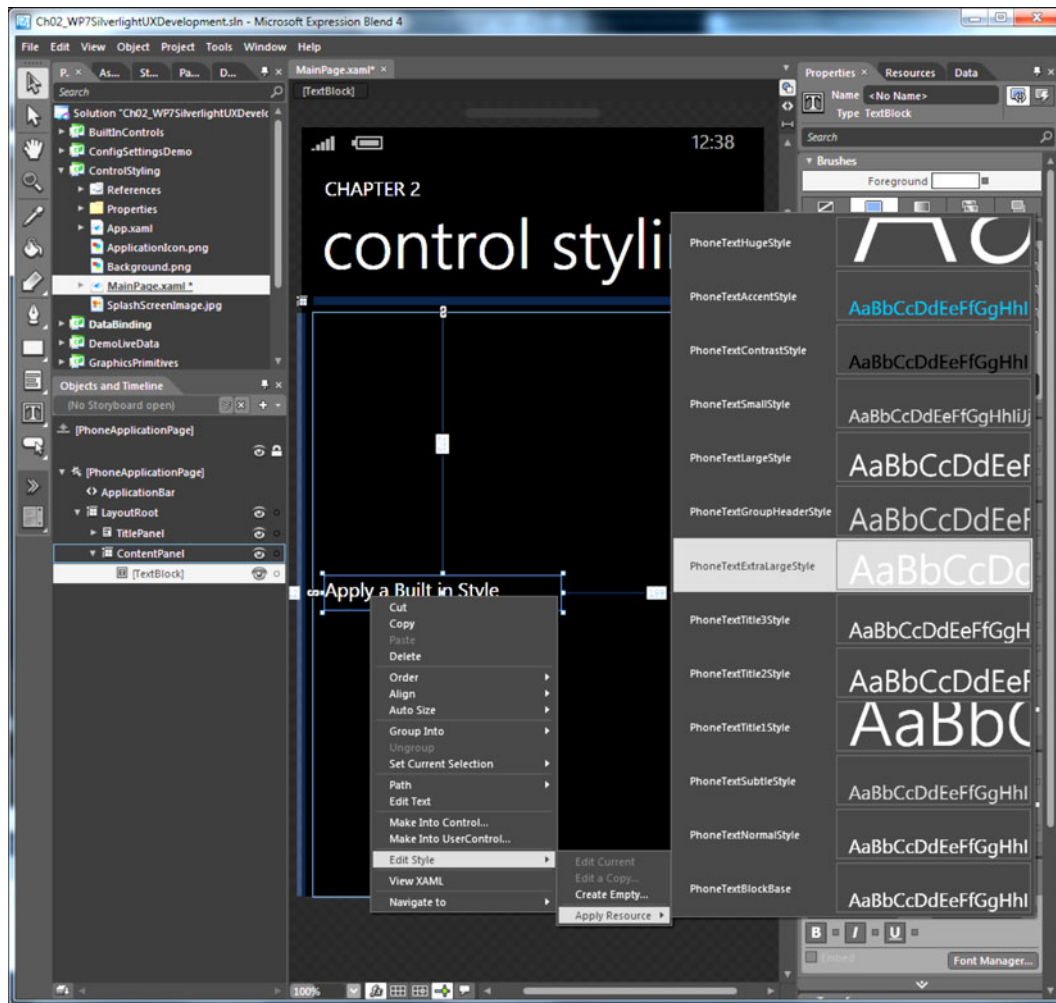 Ch02_WP7SilverlightUXDevelopment.sln - Microsoft Expression Blend 4
File Edit View Object Project Tools Window Help
P. × As... St... Pa... D...
Search
Solution "Ch02_WP7SilverlightUXDevelc
BuiltInControls
ConfigSettingsDemo
ControlStyling
References
Properties
App.xaml
ApplicationIcon.png
Background.png
MainPage.xaml *
SplashScreenImage.jpg
DataBinding
DemoLiveData
GraphicsPrimitives
Objects and Timeline
(No Storyboard open)
[PhoneApplicationPage]
[PhoneApplicationPage]
ApplicationBar
LayoutRoot
TitlePanel
ContentPanel
[TextBlock]
MainPage.xaml* ×
[TextBlock]
12:38
CHAPTER 2
control styli
Apply a Built in Style
Cut
Copy
Paste
Delete
Order
Align
Auto Size
Group Into
Ungroup
Set Current Selection
Path
Edit Text
Make Into Control...
Make Into UserControl...
Edit Style
View XAML
Navigate to
Edit Current
Edit a Copy...
Create Empty...
Apply Resource
PhoneTextHugeStyle
PhoneTextAccentStyle AaBbCcDdEeFfGgHhI
PhoneTextContrastStyle AaBbCcDdEeFfGgHhI
PhoneTextSmallStyle AaBbCcDdEeFfGgHhIiJj
PhoneTextLargeStyle AaBbCcDdEeF
PhoneTextGroupHeaderStyle AaBbCcDdEeF
PhoneTextExtraLargeStyle AaBbCcDc
PhoneTextTitle3Style AaBbCcDdEeFfGgH
PhoneTextTitle2Style AaBbCcDdEeF
PhoneTextTitle1Style AaBb(
PhoneTextSubtleStyle AaBbCcDdEeFfGgHhI
PhoneTextNormalStyle AaBbCcDdEeFfGgHhI
PhoneTextBlockBase AaBbCcDdEeFfGgHhI
Properties × Resources Data
Name <No Name>
Type TextBlock
Search
Brushes
Foreground
B I U
Embed Font Manager...
100%